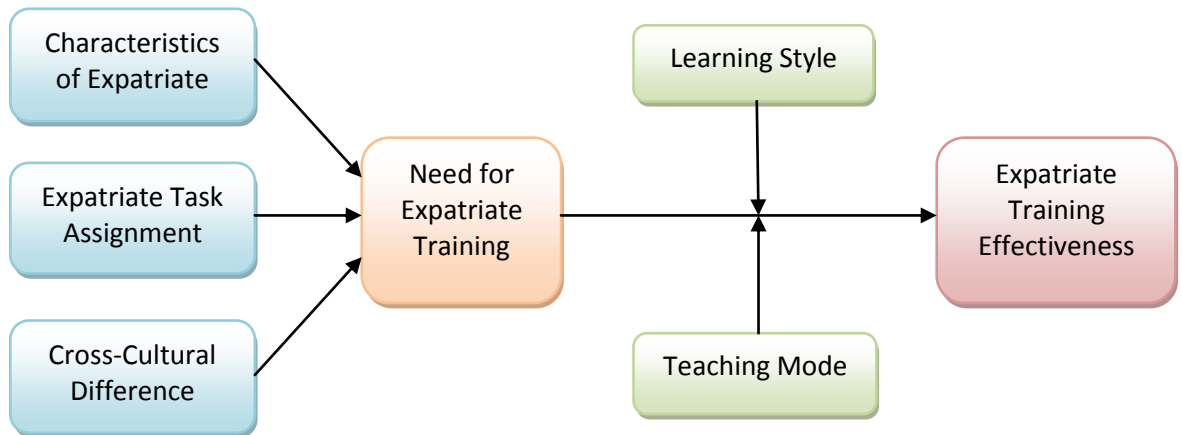 Characteristics
of Expatriate
Expatriate Task
Assignment
Cross-Cultural
Difference
Need for
Expatriate
Training
Learning Style
Teaching Mode
Expatriate
Training
Effectiveness